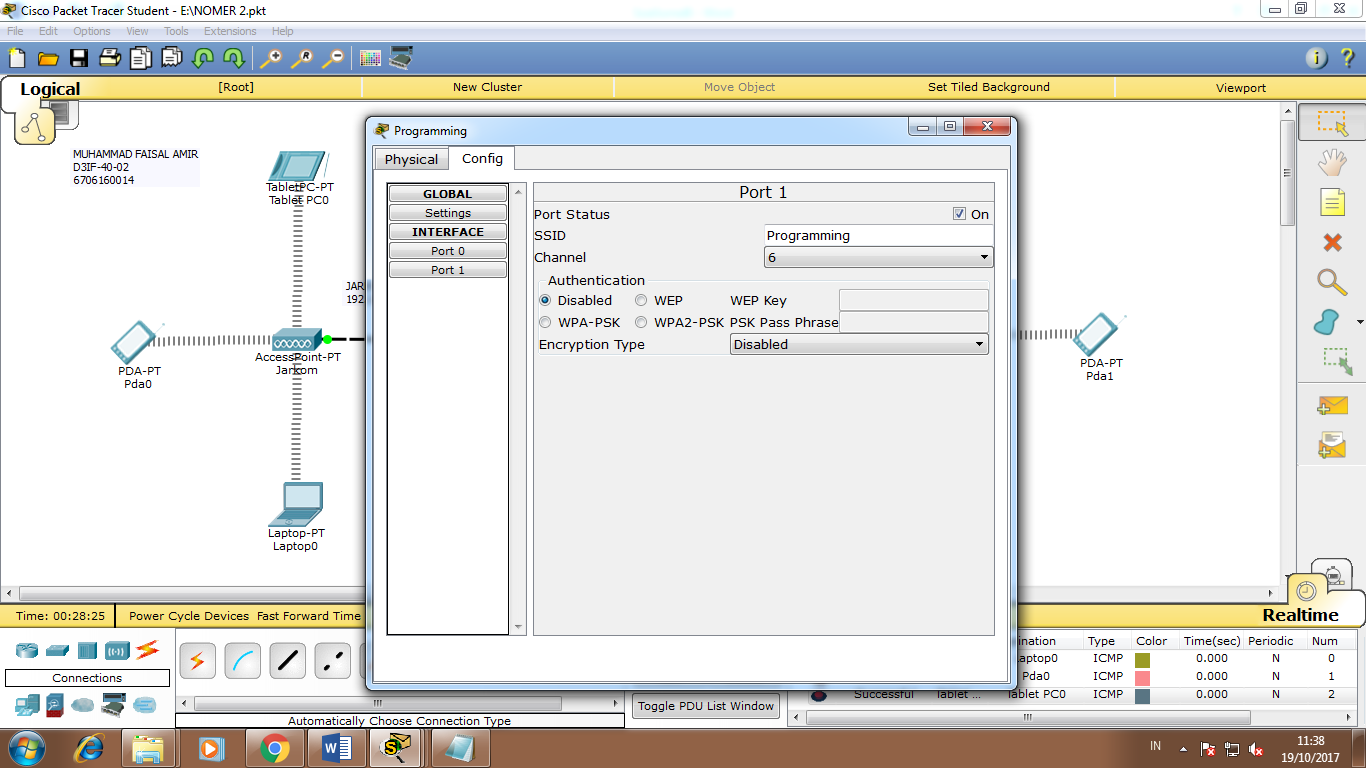 Cisco Packet Tracer Student - E:\NOMER 2.pkt
File Edit Options View Tools Extensions Help
Logical
[Root]
New Cluster
Move Object
Set Tiled Background
Viewport
MUHAMMAD FAISAL AMIR
D3IF-40-02
6706160014
TabletPC-PT
Tablet PC0
PDA-PT
Pda0
AccessPoint-PT
Jarkom
Laptop-PT
Laptop0
PDA-PT
Pda1
Programming
Physical
Config
GLOBAL
Settings
INTERFACE
Port 0
Port 1
Port 1
Port Status
On
SSID
Programming
Channel
6
Authentication
Disabled
WEP
WEP Key
WPA-PSK
WPA2-PSK
PSK Pass Phrase
Encryption Type
Disabled
Time: 00:28:25
Power Cycle Devices Fast Forward Time
Realtime
Connections
Automatically Choose Connection Type
Toggle PDU List Window
Type Color Time(sec) Periodic Num
ICMP 0.000 N 0
Pda0 ICMP 0.000 N 1
Successful Tablet ... Tablet PC0 ICMP 0.000 N 2
IN
11:38
19/10/2017